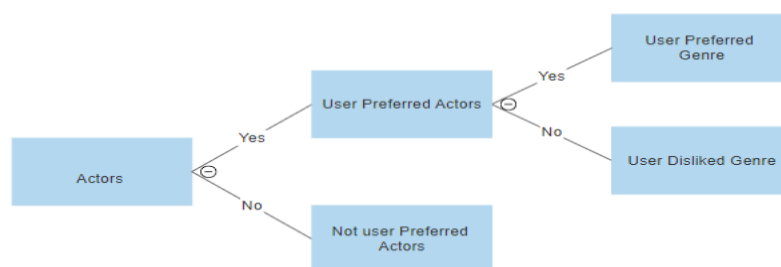 User Preferred
Genre
Yes
User Preferred Actors
Yes
No
User Disliked Genre
Actors
No
Not user Preferred
Actors